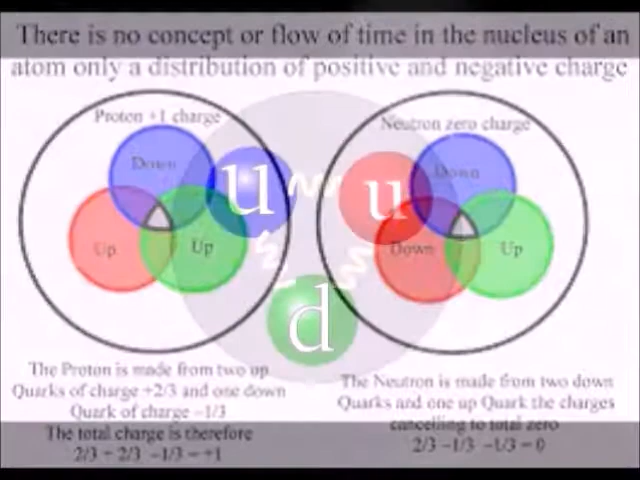 There is no concept or flow of time in the nucleus of an
atom only a distribution of positive and negative charge
Proton +1 charge
Neutron zero charge
Down
Down
u
u
Up
Up
Down
Up
d
The Proton is made from two up
Quarks of charge +2/3 and one down
Quark of charge –1/3
The total charge is therefore
2/3 + 2/3 –1/3 = +1
The Neutron is made from two down
Quarks and one up Quark the charges
cancelling to total zero
2/3 –1/3 –1/3 = 0